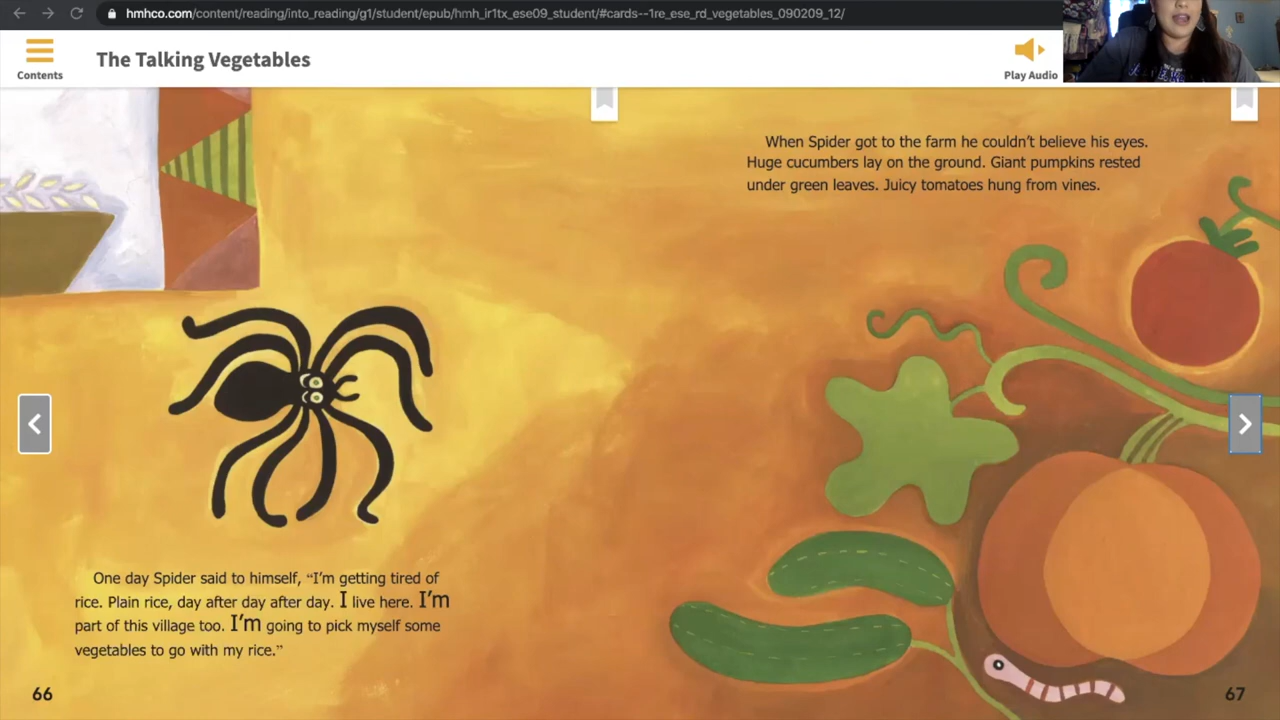 hmhco.com/content/reading/into_reading/g1/student/epub/hmh_ir1tx_ese09_student/#cards--1re_ese_rd_vegetables_090209_12/
Contents
The Talking Vegetables
Play Audio
One day Spider said to himself, “I’m getting tired of
rice. Plain rice, day after day after day. I live here. I’m
part of this village too. I’m going to pick myself some
vegetables to go with my rice.”
66
When Spider got to the farm he couldn’t believe his eyes.
Huge cucumbers lay on the ground. Giant pumpkins rested
under green leaves. Juicy tomatoes hung from vines.
67